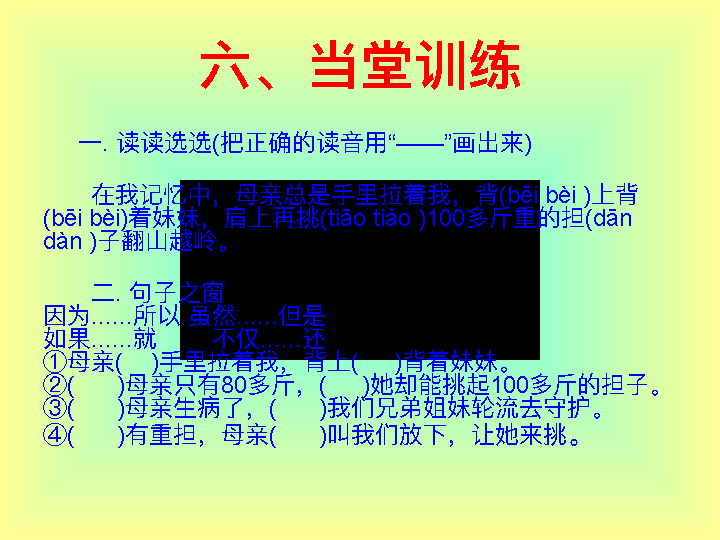 六、当堂训练
一. 读读选选(把正确的读音用“——”画出来)
在我记忆中，母亲总是手里拉着我，背(bēi bèi )上背
(bēi bèi)着妹妹，肩上再挑(tiāo tiǎo )100多斤重的担(dān
dàn )子翻山越岭。
二. 句子之窗
因为......所以 虽然......但是
如果......就 不仅......还
①母亲( )手里拉着我，背上( )背着妹妹。
②( )母亲只有80多斤，( )她却能挑起100多斤的担子。
③( )母亲生病了，( )我们兄弟姐妹轮流去守护。
④( )有重担，母亲( )叫我们放下，让她来挑。